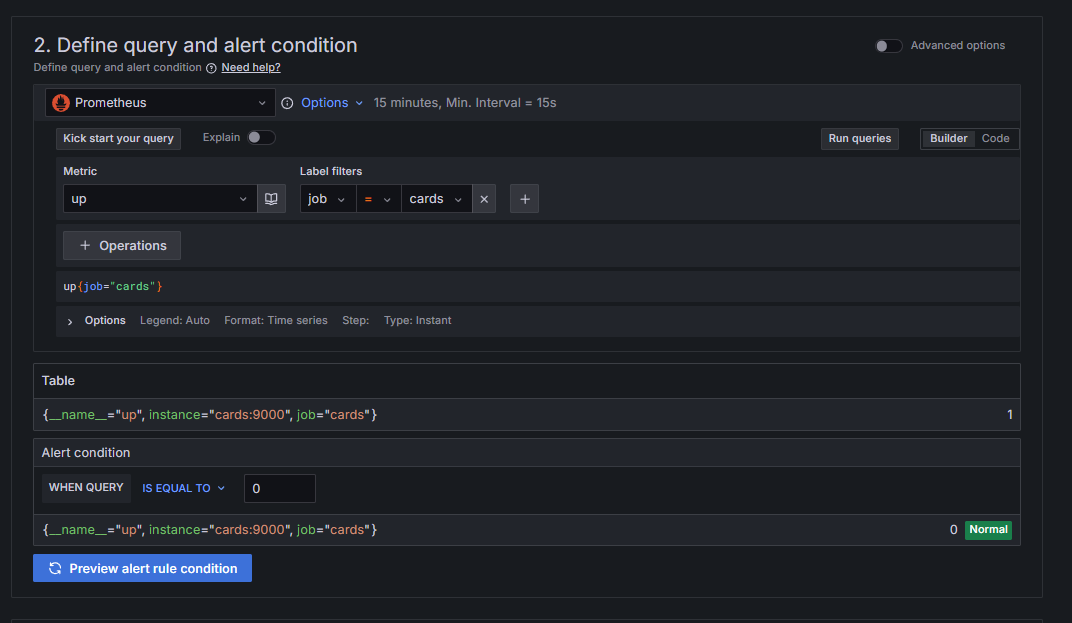 2. Define query and alert condition
Advanced options
Define query and alert condition Need help?
Prometheus
Options 15 minutes, Min. Interval = 15s
Kick start your query Explain Run queries Builder Code
Metric Label filters
up job = cards
+ Operations
up{job="cards"}
Options Legend: Auto Format: Time series Step: Type: Instant
Table
{__name__="up", instance="cards:9000", job="cards"} 1
Alert condition
WHEN QUERY IS EQUAL TO 0
{__name__="up", instance="cards:9000", job="cards"} 0 Normal
Preview alert rule condition